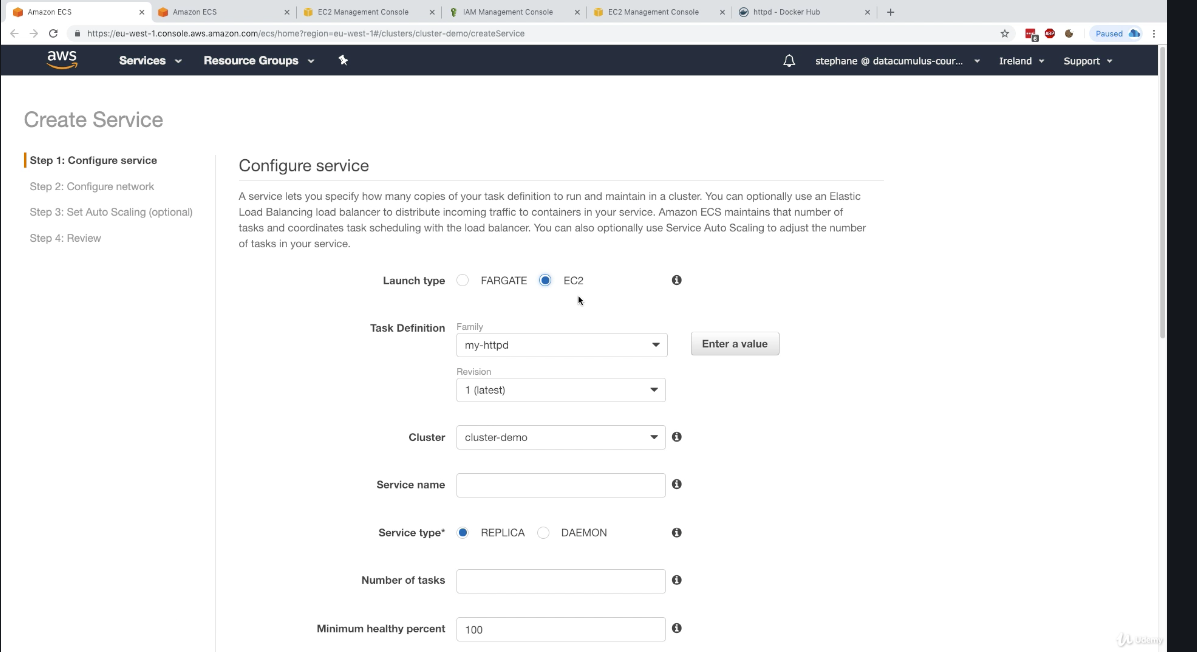 Amazon ECS
Amazon ECS
EC2 Management Console
IAM Management Console
EC2 Management Console
httpd - Docker Hub
https://eu-west-1.console.aws.amazon.com/ecs/home?region=eu-west-1#/clusters/cluster-demo/createService
Paused
aws
Services
Resource Groups
stephane @ datacumulus-cour...
Ireland
Support
Create Service
Step 1: Configure service
Step 2: Configure network
Step 3: Set Auto Scaling (optional)
Step 4: Review
Configure service
A service lets you specify how many copies of your task definition to run and maintain in a cluster. You can optionally use an Elastic
Load Balancing load balancer to distribute incoming traffic to containers in your service. Amazon ECS maintains that number of
tasks and coordinates task scheduling with the load balancer. You can also optionally use Service Auto Scaling to adjust the number
of tasks in your service.
Launch type
FARGATE
EC2
Task Definition
Family
my-httpd
Enter a value
Revision
1 (latest)
Cluster
cluster-demo
Service name
Service type*
REPLICA
DAEMON
Number of tasks
Minimum healthy percent
100
Udemy